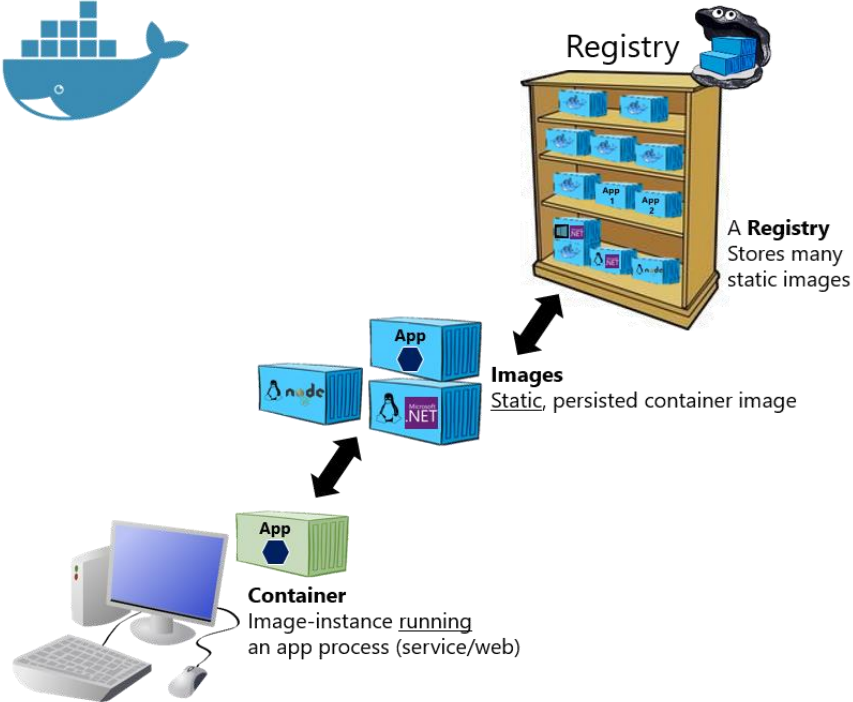 Registry
App
1
App
2
.NET
.NET
node
A Registry
Stores many
static images
App
Images
Static, persisted container image
node
Microsoft
.NET
App
Container
Image-instance running
an app process (service/web)